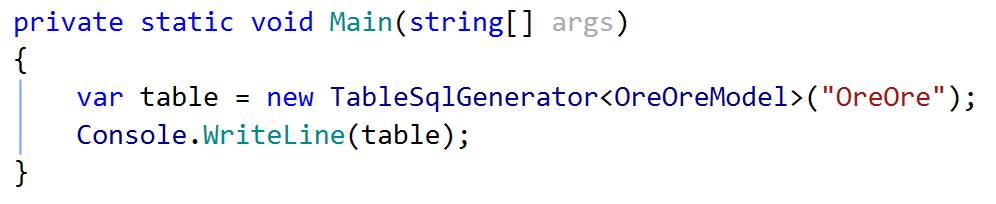 private static void Main(string[] args)
{
    var table = new TableSqlGenerator<OreOreModel>("OreOre");
    Console.WriteLine(table);
}